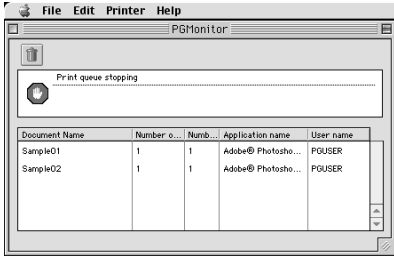 File Edit Printer Help
PGMonitor
Print queue stopping
Document Name Number o... Numb... Application name User name
Sample01 1 1 Adobe® Photosho... PGUSER
Sample02 1 1 Adobe® Photosho... PGUSER